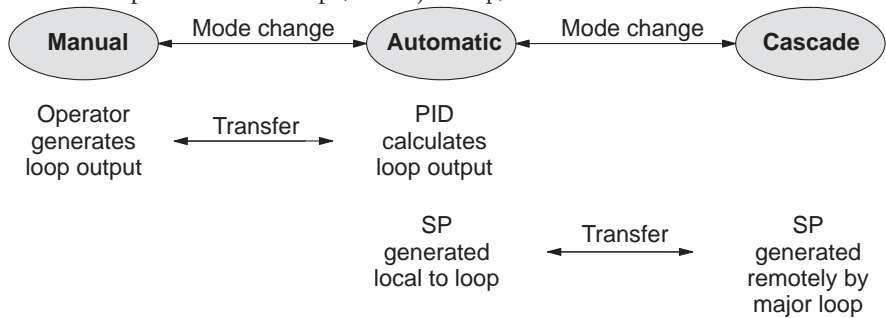 Manual
Mode change
Automatic
Mode change
Cascade
Operator
generates
loop output
Transfer
PID
calculates
loop output
SP
generated
local to loop
Transfer
SP
generated
remotely by
major loop